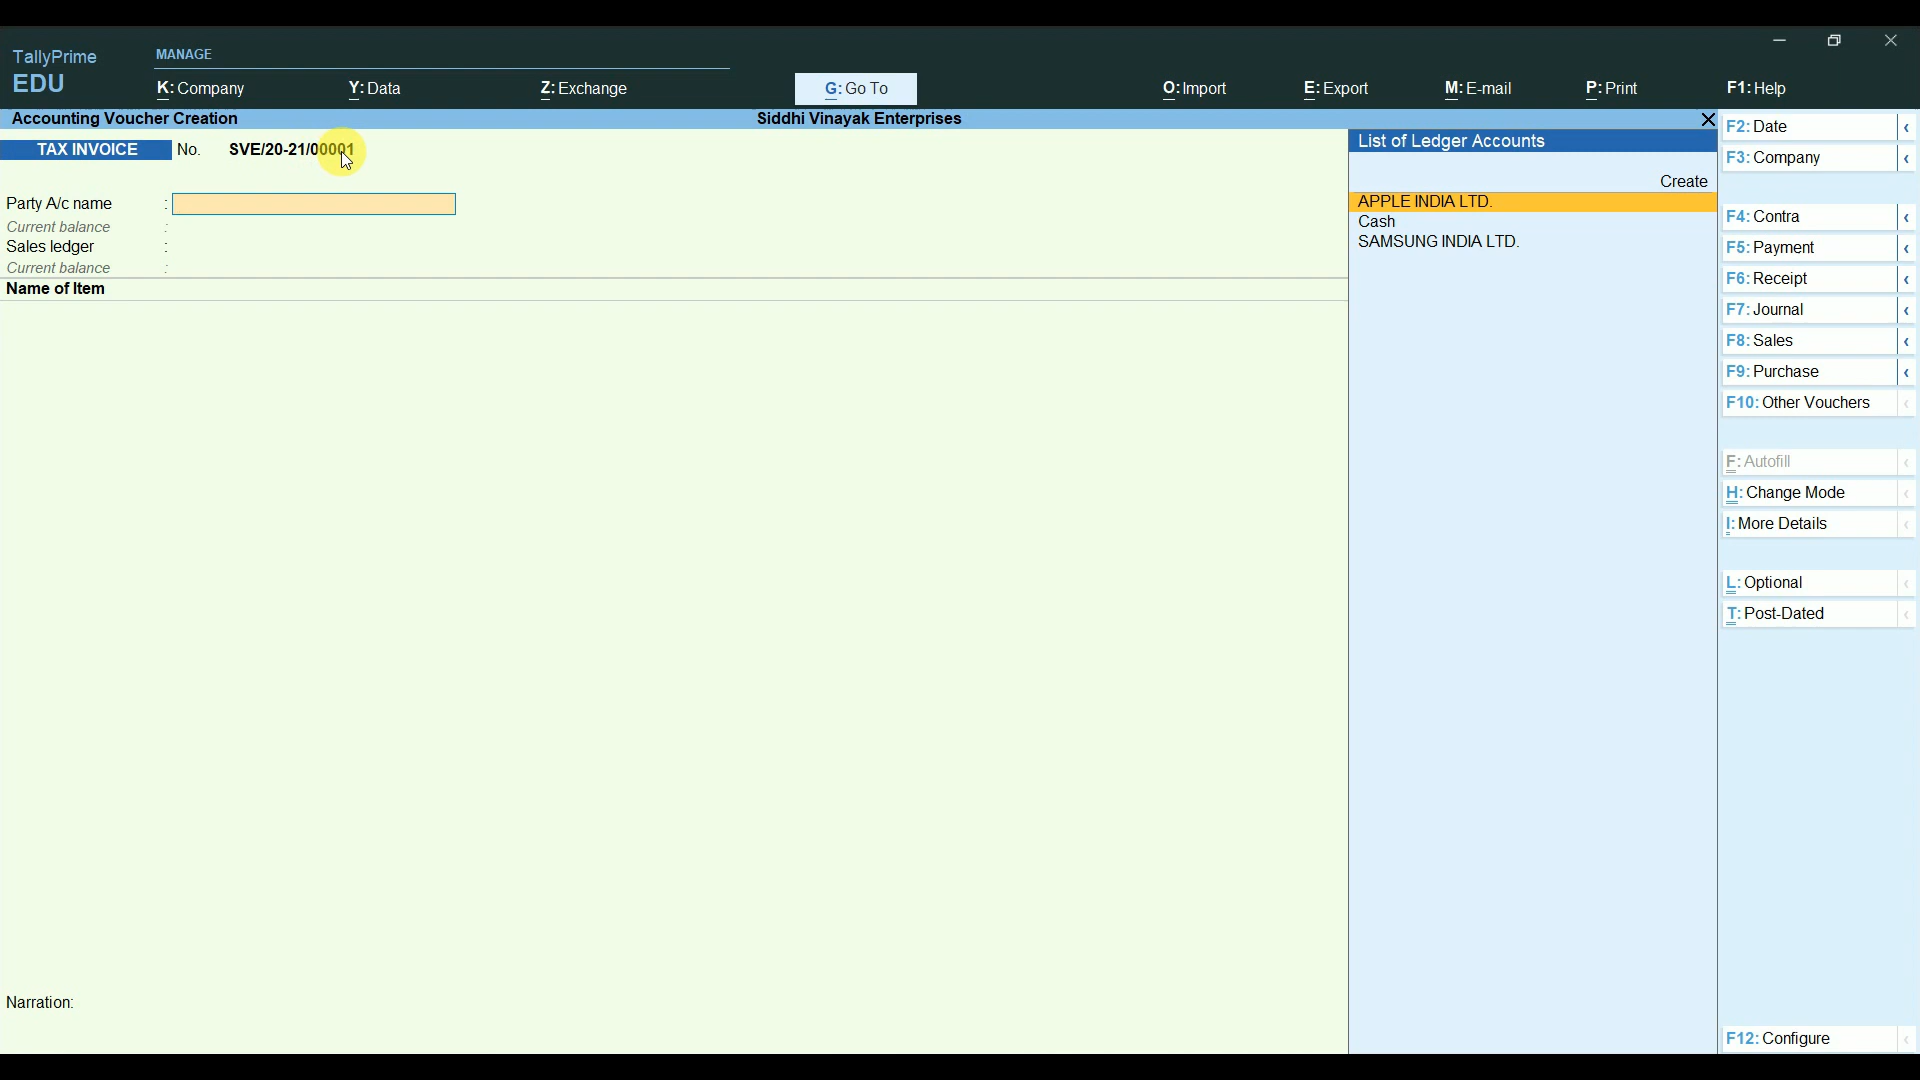 TallyPrime
EDU
MANAGE
K: Company
Y: Data
Z: Exchange
G: Go To
O: Import
E: Export
M: E-mail
P: Print
F1: Help
Accounting Voucher Creation
Siddhi Vinayak Enterprises
TAX INVOICE No. SVE/20-21/00001
Party A/c name :
Current balance :
Sales ledger :
Current balance :
Name of Item
Narration:
List of Ledger Accounts
Create
APPLE INDIA LTD.
Cash
SAMSUNG INDIA LTD.
F2: Date
F3: Company
F4: Contra
F5: Payment
F6: Receipt
F7: Journal
F8: Sales
F9: Purchase
F10: Other Vouchers
F: Autofill
H: Change Mode
I: More Details
L: Optional
T: Post-Dated
F12: Configure